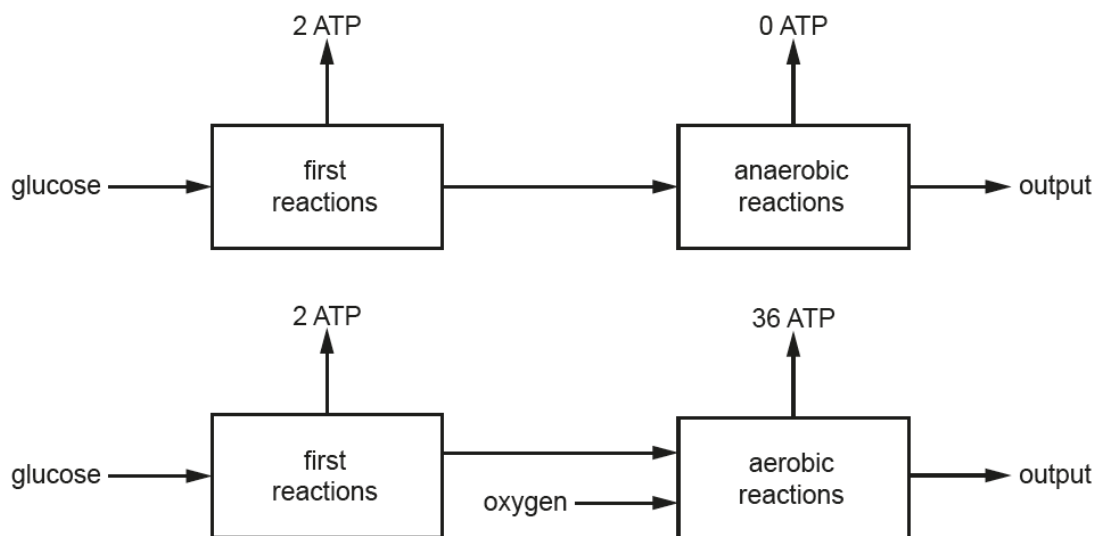 2 ATP
0 ATP
glucose
first
reactions
anaerobic
reactions
output
2 ATP
36 ATP
glucose
first
reactions
oxygen
aerobic
reactions
output